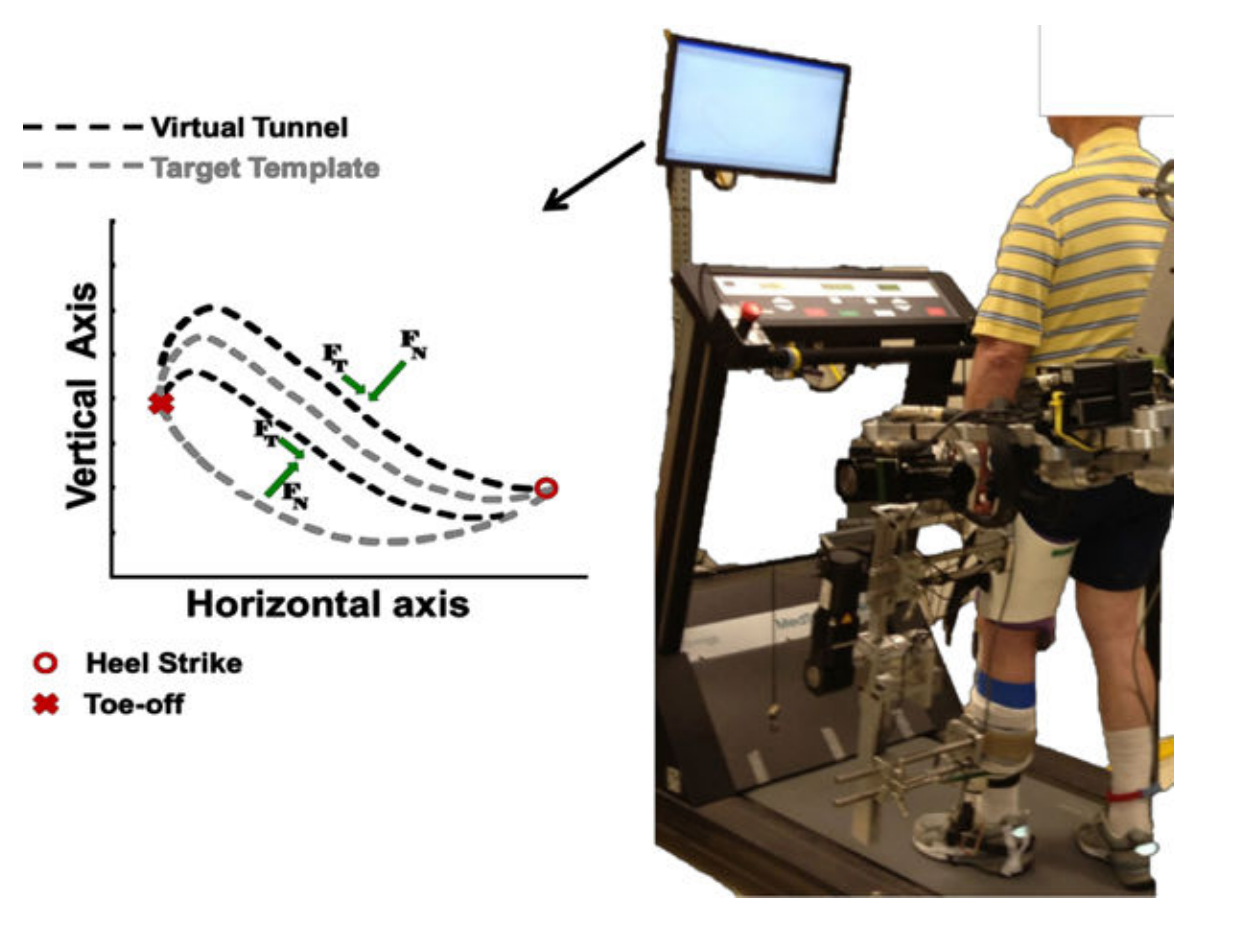 Virtual Tunnel
Target Template
Vertical Axis
F_T
F_N
F_T
F_N
Horizontal axis
Heel Strike
Toe-off